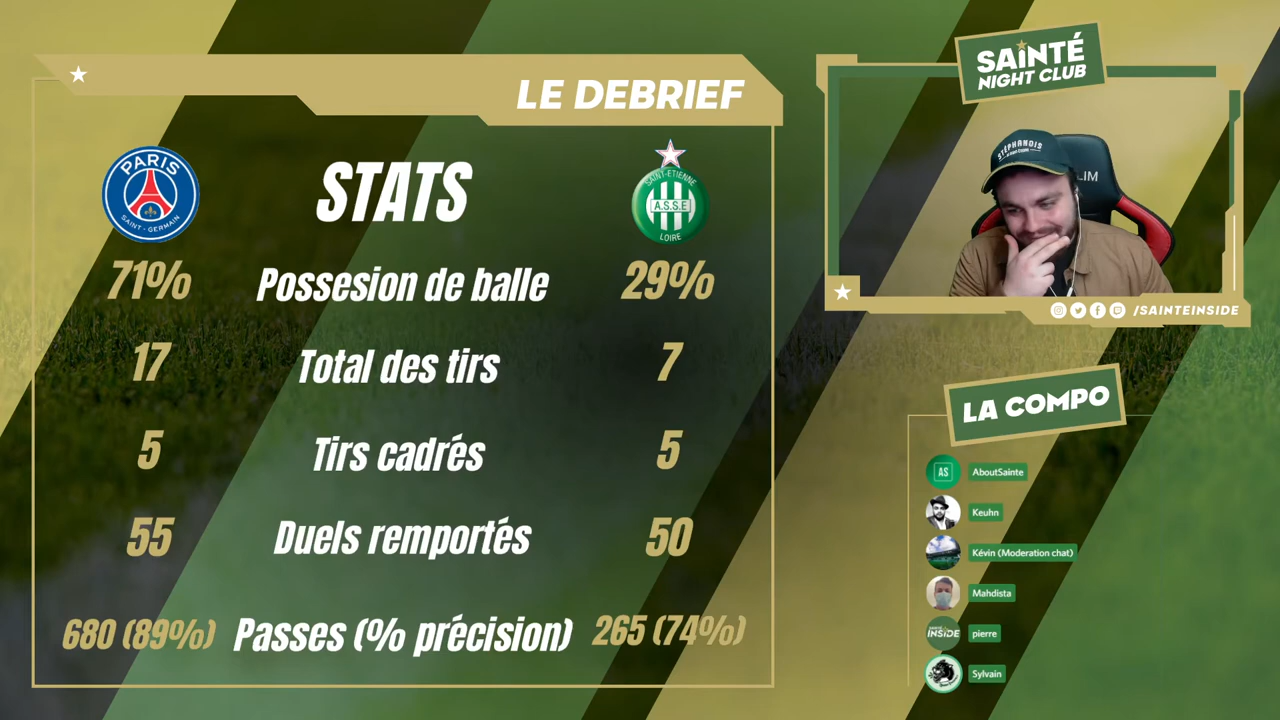 LE DEBRIEF
PARIS
SAINT-GERMAIN
STATS
SAINT-ETIENNE
A.S.S.E
LOIRE
71% Possesion de balle 29%
17 Total des tirs 7
5 Tirs cadrés 5
55 Duels remportés 50
680 (89%) Passes (% précision) 265 (74%)
SAINTÉ
NIGHT CLUB
STÉPHANOIS
LIM
/SAINTEINSIDE
LA COMPO
AS AboutSainte
Keuhn
Kévin (Moderation chat)
Mahdista
INSIDE pierre
Sylvain